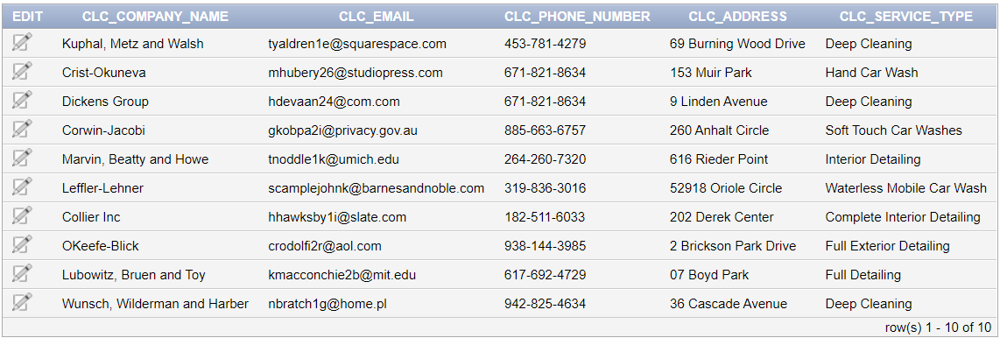 EDIT CLC_COMPANY_NAME CLC_EMAIL CLC_PHONE_NUMBER CLC_ADDRESS CLC_SERVICE_TYPE
Kuphal, Metz and Walsh tyaldren1e@squarespace.com 453-781-4279 69 Burning Wood Drive Deep Cleaning
Crist-Okuneva mhubery26@studiopress.com 671-821-8634 153 Muir Park Hand Car Wash
Dickens Group hdevaan24@com.com 671-821-8634 9 Linden Avenue Deep Cleaning
Corwin-Jacobi gkobpa2i@privacy.gov.au 885-663-6757 260 Anhalt Circle Soft Touch Car Washes
Marvin, Beatty and Howe tnoddle1k@umich.edu 264-260-7320 616 Rieder Point Interior Detailing
Leffler-Lehner scamplejohnk@barnesandnoble.com 319-836-3016 52918 Oriole Circle Waterless Mobile Car Wash
Collier Inc hhawksby1i@slate.com 182-511-6033 202 Derek Center Complete Interior Detailing
OKeefe-Blick crodolfi2r@aol.com 938-144-3985 2 Brickson Park Drive Full Exterior Detailing
Lubowitz, Bruen and Toy kmacconchie2b@mit.edu 617-692-4729 07 Boyd Park Full Detailing
Wunsch, Wilderman and Harber nbratch1g@home.pl 942-825-4634 36 Cascade Avenue Deep Cleaning
row(s) 1 - 10 of 10